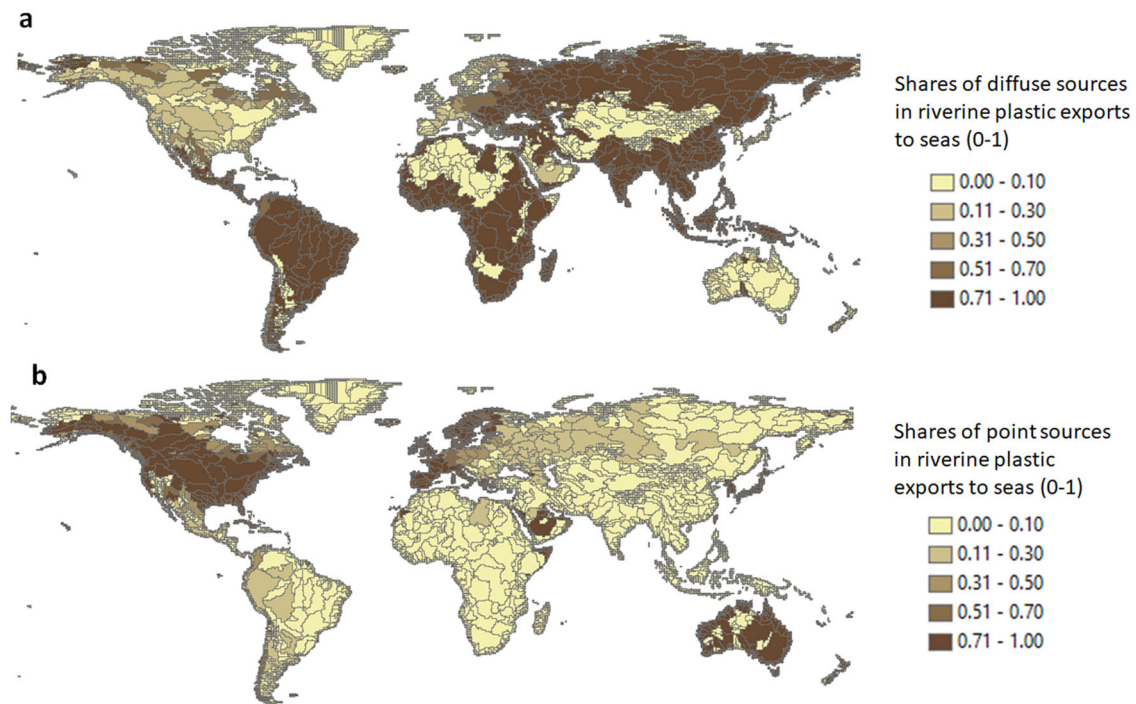 a
Shares of diffuse sources
in riverine plastic exports
to seas (0-1)
0.00 - 0.10
0.11 - 0.30
0.31 - 0.50
0.51 - 0.70
0.71 - 1.00
b
Shares of point sources
in riverine plastic
exports to seas (0-1)
0.00 - 0.10
0.11 - 0.30
0.31 - 0.50
0.51 - 0.70
0.71 - 1.00